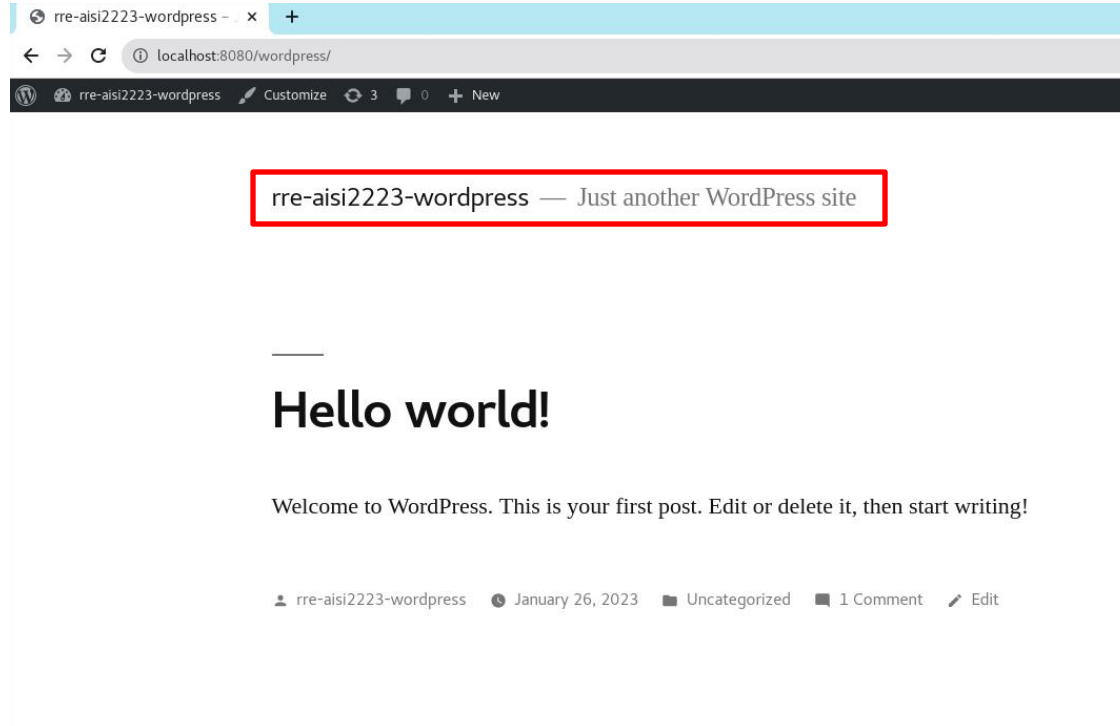 rre-aisi2223-wordpress –
localhost:8080/wordpress/
rre-aisi2223-wordpress Customize 3 0 New
rre-aisi2223-wordpress — Just another WordPress site
Hello world!
Welcome to WordPress. This is your first post. Edit or delete it, then start writing!
rre-aisi2223-wordpress January 26, 2023 Uncategorized 1 Comment Edit